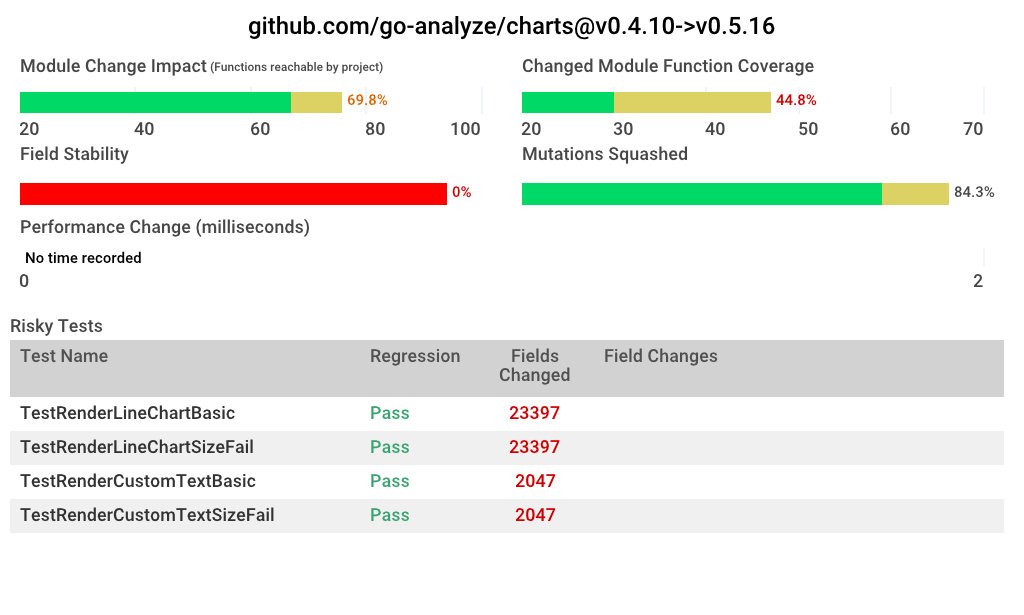 github.com/go-analyze/charts@v0.4.10->v0.5.16
Module Change Impact (Functions reachable by project)
69.8%
20 40 60 80 100
Changed Module Function Coverage
44.8%
20 30 40 50 60 70
Field Stability
0%
Mutations Squashed
84.3%
Performance Change (milliseconds)
No time recorded
0 2
Risky Tests
Test Name Regression Fields Field Changes
Changed
TestRenderLineChartBasic Pass 23397
TestRenderLineChartSizeFail Pass 23397
TestRenderCustomTextBasic Pass 2047
TestRenderCustomTextSizeFail Pass 2047